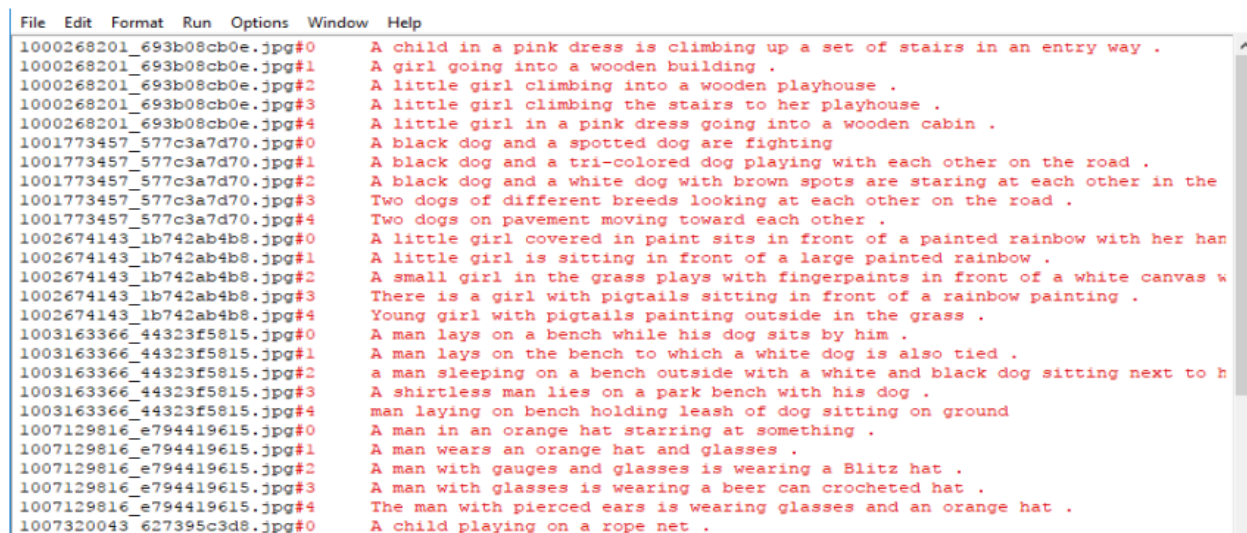 File Edit Format Run Options Window Help
1000268201_693b08cb0e.jpg#0 A child in a pink dress is climbing up a set of stairs in an entry way .
1000268201_693b08cb0e.jpg#1 A girl going into a wooden building .
1000268201_693b08cb0e.jpg#2 A little girl climbing into a wooden playhouse .
1000268201_693b08cb0e.jpg#3 A little girl climbing the stairs to her playhouse .
1000268201_693b08cb0e.jpg#4 A little girl in a pink dress going into a wooden cabin .
1001773457_577c3a7d70.jpg#0 A black dog and a spotted dog are fighting
1001773457_577c3a7d70.jpg#1 A black dog and a tri-colored dog playing with each other on the road .
1001773457_577c3a7d70.jpg#2 A black dog and a white dog with brown spots are staring at each other in the
1001773457_577c3a7d70.jpg#3 Two dogs of different breeds looking at each other on the road .
1001773457_577c3a7d70.jpg#4 Two dogs on pavement moving toward each other .
1002674143_1b742ab4b8.jpg#0 A little girl covered in paint sits in front of a painted rainbow with her han
1002674143_1b742ab4b8.jpg#1 A little girl is sitting in front of a large painted rainbow .
1002674143_1b742ab4b8.jpg#2 A small girl in the grass plays with fingerpaints in front of a white canvas w
1002674143_1b742ab4b8.jpg#3 There is a girl with pigtails sitting in front of a rainbow painting .
1002674143_1b742ab4b8.jpg#4 Young girl with pigtails painting outside in the grass .
1003163366_44323f5815.jpg#0 A man lays on a bench while his dog sits by him .
1003163366_44323f5815.jpg#1 A man lays on the bench to which a white dog is also tied .
1003163366_44323f5815.jpg#2 a man sleeping on a bench outside with a white and black dog sitting next to h
1003163366_44323f5815.jpg#3 A shirtless man lies on a park bench with his dog .
1003163366_44323f5815.jpg#4 man laying on bench holding leash of dog sitting on ground
1007129816_e794419615.jpg#0 A man in an orange hat starring at something .
1007129816_e794419615.jpg#1 A man wears an orange hat and glasses .
1007129816_e794419615.jpg#2 A man with gauges and glasses is wearing a Blitz hat .
1007129816_e794419615.jpg#3 A man with glasses is wearing a beer can crocheted hat .
1007129816_e794419615.jpg#4 The man with pierced ears is wearing glasses and an orange hat .
1007320043_627395c3d8.jpg#0 A child playing on a rope net .